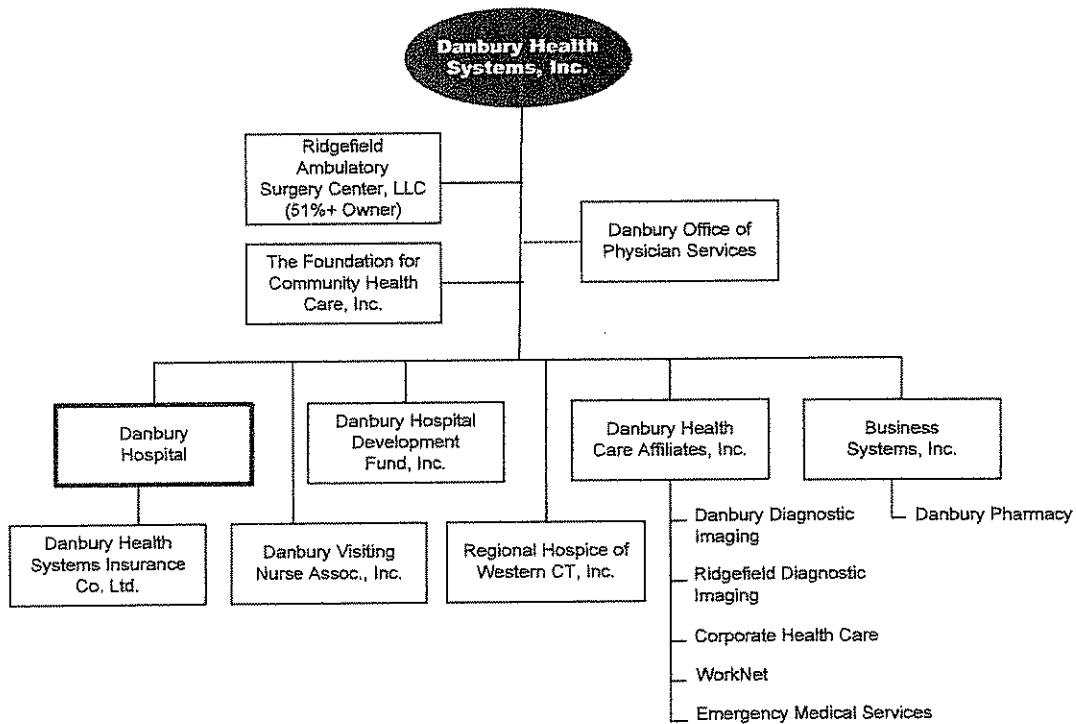 Danbury Health
Systems, Inc.
Ridgefield
Ambulatory
Surgery Center, LLC
(51%+ Owner)
Danbury Office of
Physician Services
The Foundation for
Community Health
Care, Inc.
Danbury
Hospital
Danbury Hospital
Development
Fund, Inc.
Danbury Health
Care Affiliates, Inc.
Business
Systems, Inc.
Danbury Health
Systems Insurance
Co. Ltd.
Danbury Visiting
Nurse Assoc., Inc.
Regional Hospice of
Western CT, Inc.
Danbury Diagnostic
Imaging
Ridgefield Diagnostic
Imaging
Corporate Health Care
WorkNet
Emergency Medical Services
Danbury Pharmacy